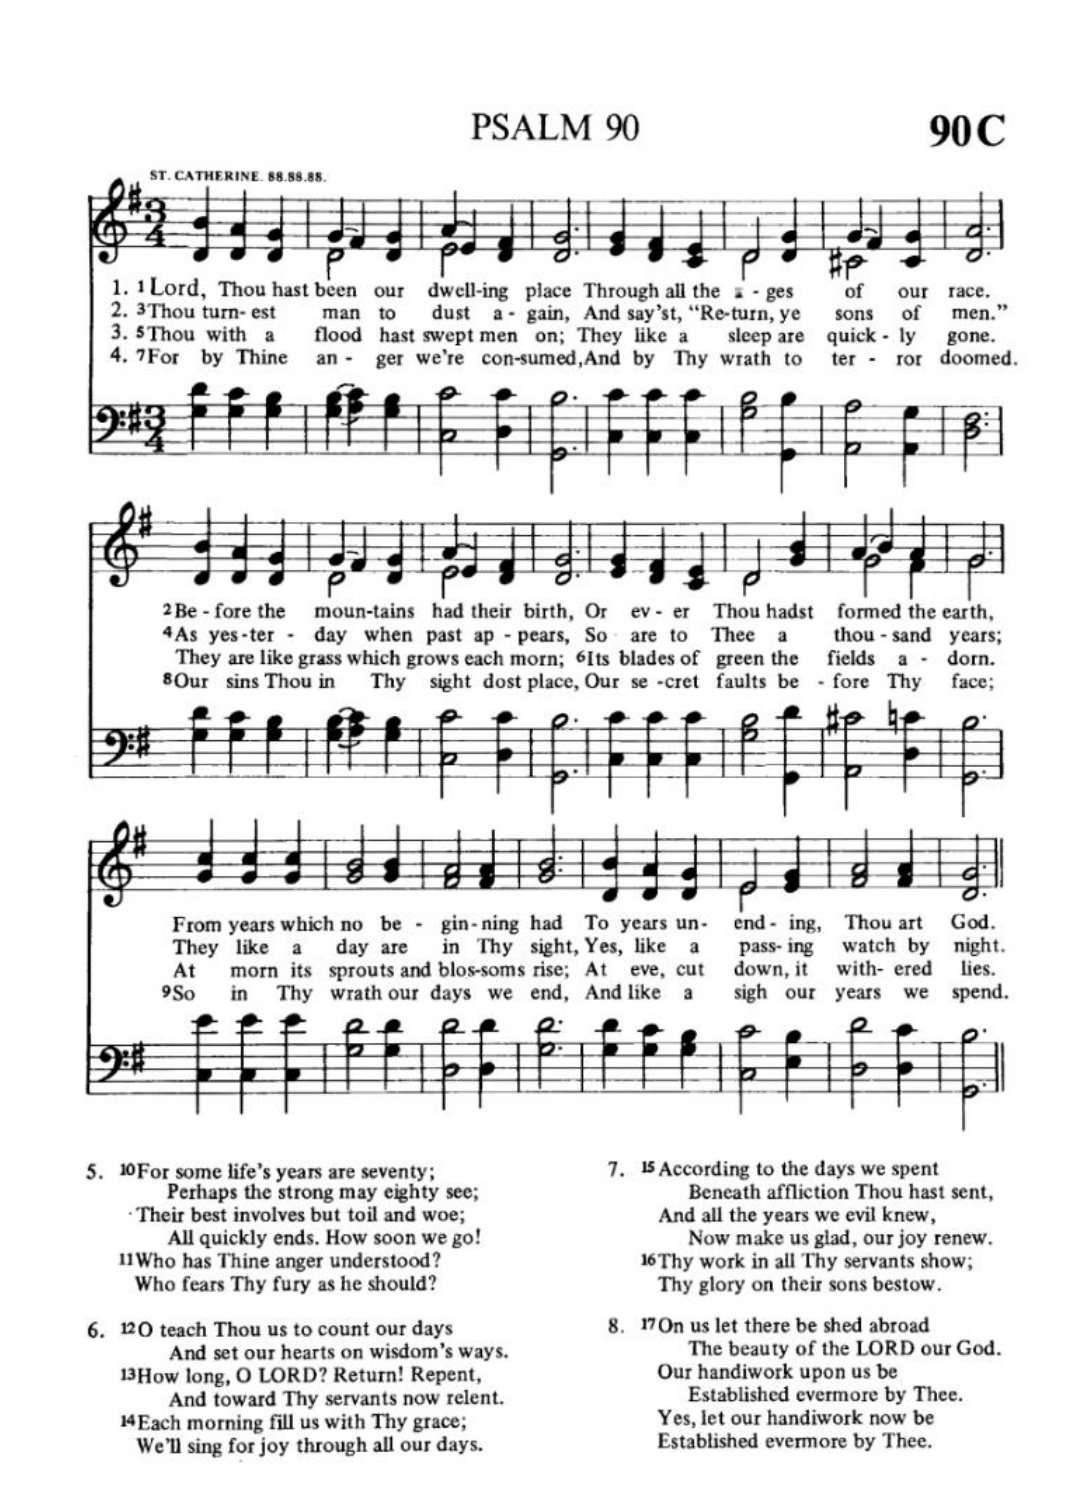 PSALM 90
90C
ST. CATHERINE. 88.88.88.
3
4
1. 1 Lord, Thou hast been our dwell-ing place Through all the a - ges of our race.
2. 3Thou turn- est man to dust a - gain, And say'st, “Re-turn, ye sons of men.”
3. 5Thou with a flood hast swept men on; They like a sleep are quick - ly gone.
4. 7For by Thine an - ger we're con-sumed, And by Thy wrath to ter - ror doomed.
3
4
2Be - fore the moun-tains had their birth, Or ev - er Thou hadst formed the earth,
4As yes-ter - day when past ap - pears, So are to Thee a thou - sand years;
They are like grass which grows each morn; 6Its blades of green the fields a - dorn.
8Our sins Thou in Thy sight dost place, Our se -cret faults be - fore Thy face;
From years which no be - gin-ning had To years un- end - ing, Thou art God.
They like a day are in Thy sight, Yes, like a pass- ing watch by night.
At morn its sprouts and blos-soms rise; At eve, cut down, it with- ered lies.
9So in Thy wrath our days we end, And like a sigh our years we spend.
5. 10For some life's years are seventy;
Perhaps the strong may eighty see;
Their best involves but toil and woe;
All quickly ends. How soon we go!
11Who has Thine anger understood?
Who fears Thy fury as he should?
6. 12O teach Thou us to count our days
And set our hearts on wisdom's ways.
13How long, O LORD? Return! Repent,
And toward Thy servants now relent.
14Each morning fill us with Thy grace;
We'll sing for joy through all our days.
7. 15According to the days we spent
Beneath affliction Thou hast sent,
And all the years we evil knew,
Now make us glad, our joy renew.
16Thy work in all Thy servants show;
Thy glory on their sons bestow.
8. 17On us let there be shed abroad
The beauty of the LORD our God.
Our handiwork upon us be
Established evermore by Thee.
Yes, let our handiwork now be
Established evermore by Thee.